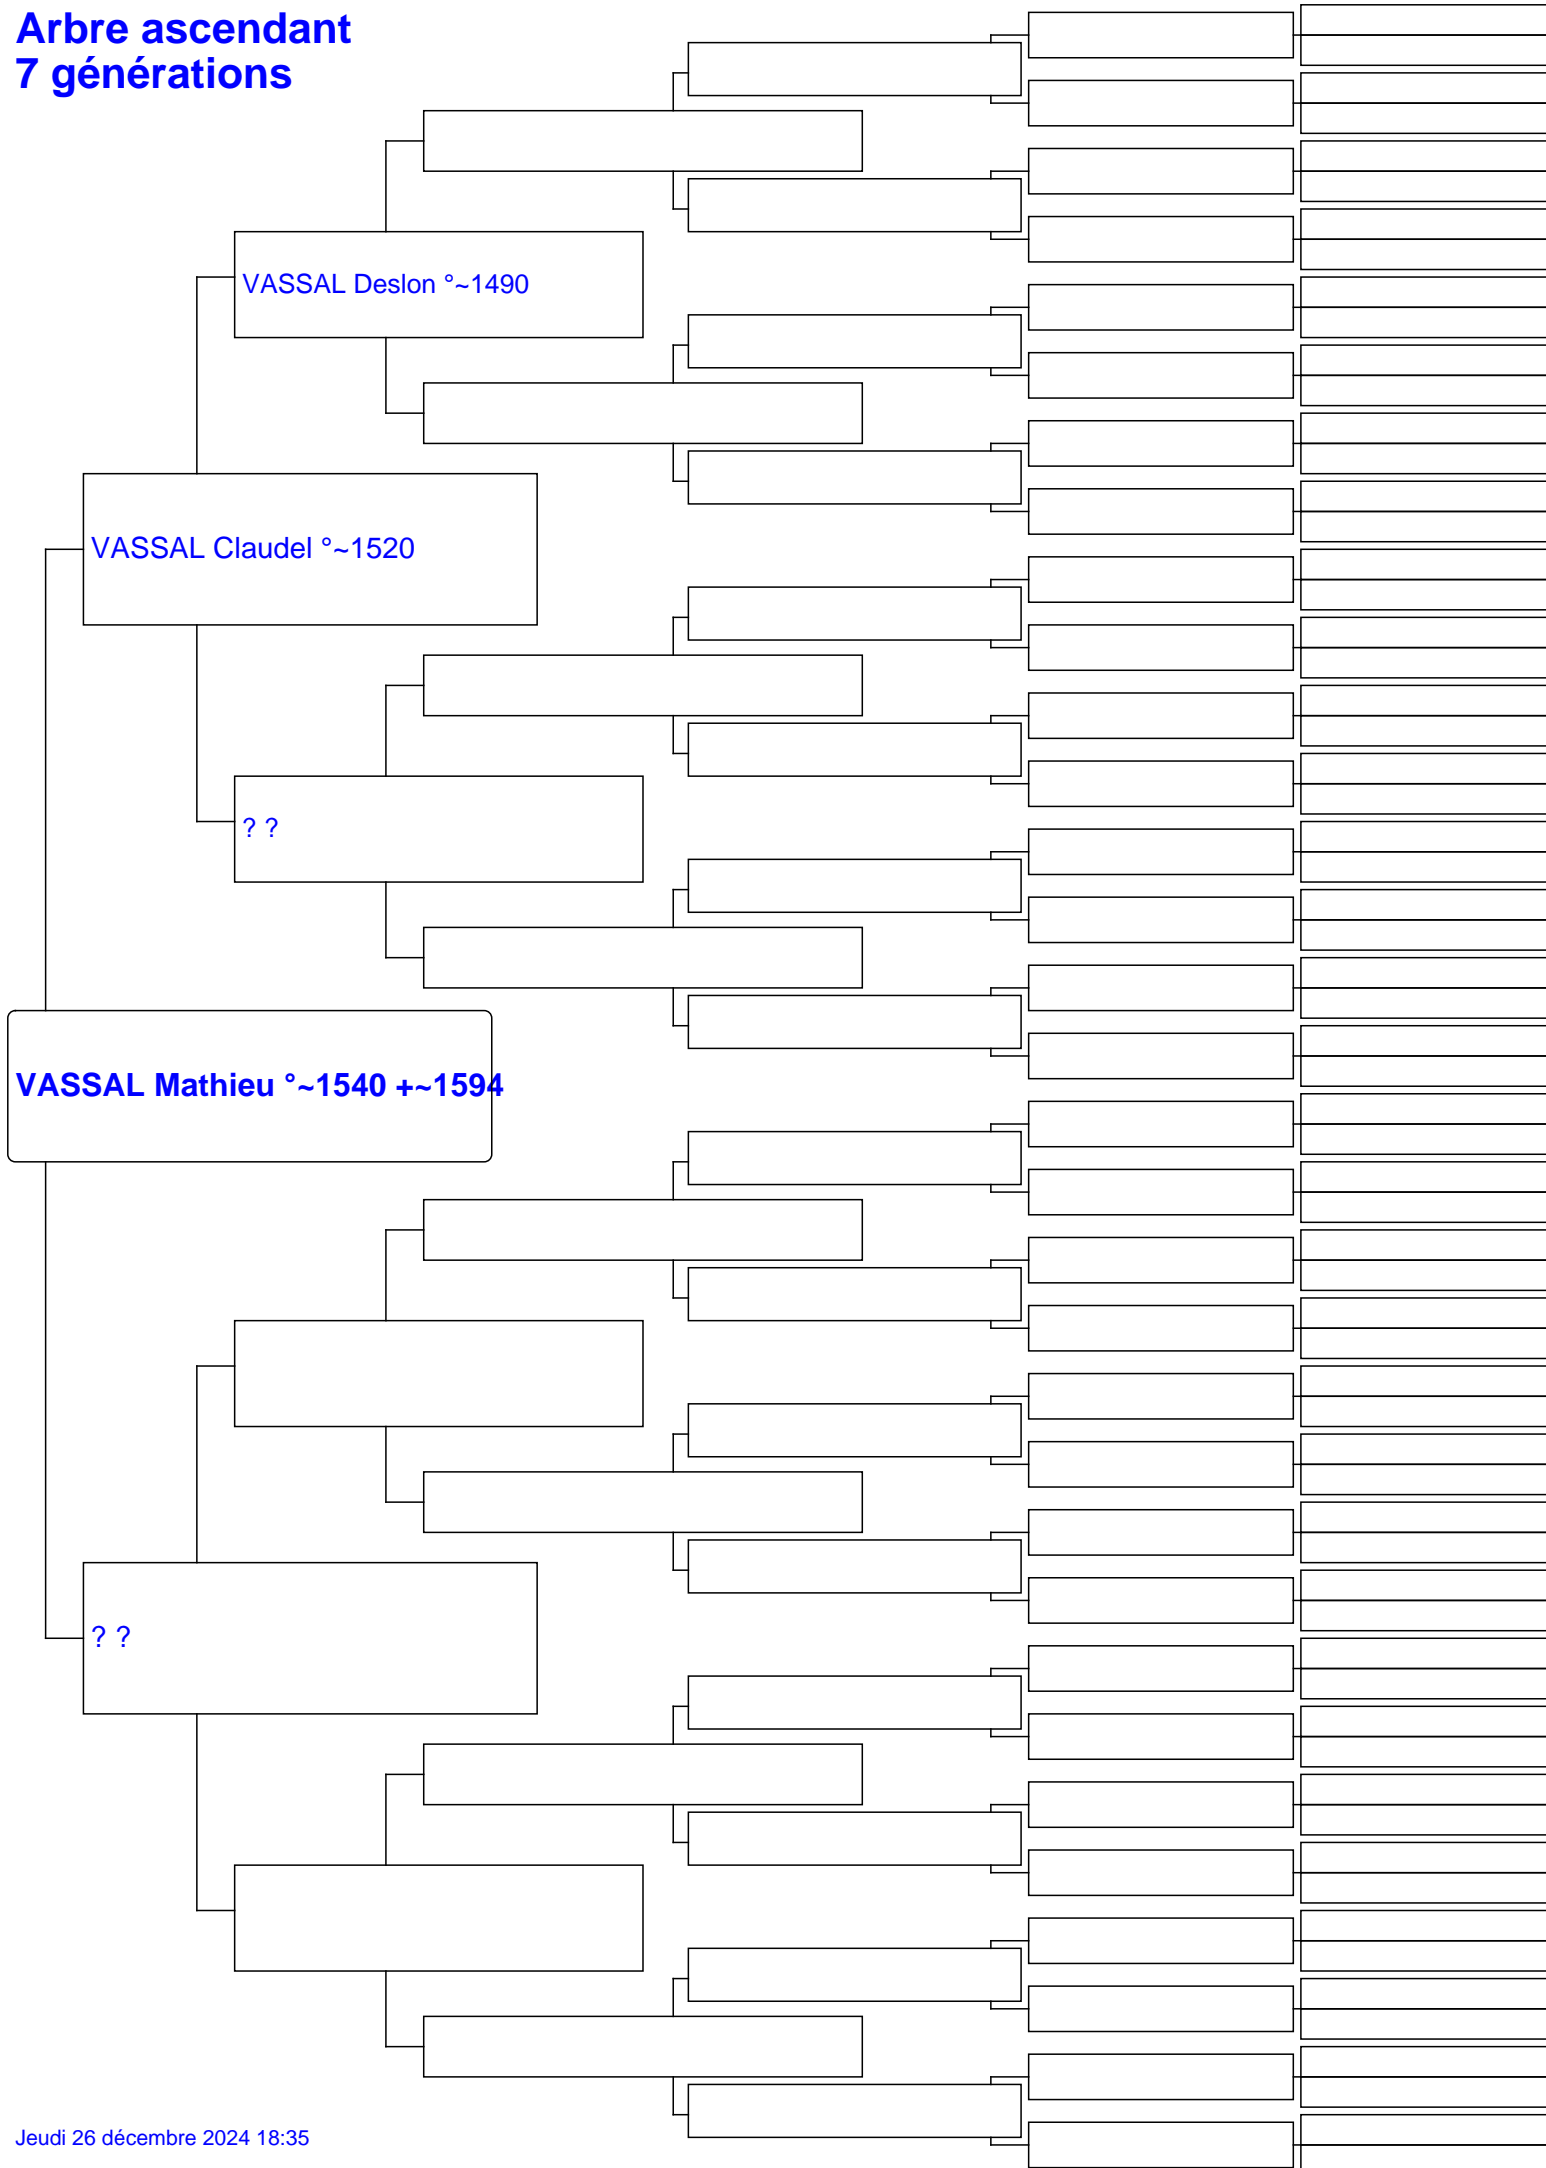 Arbre ascendant
7 générations
VASSAL Deslon °~1490
VASSAL Claudel °~1520
? ?
VASSAL Mathieu °~1540 +~1594
? ?
Jeudi 26 décembre 2024 18:35